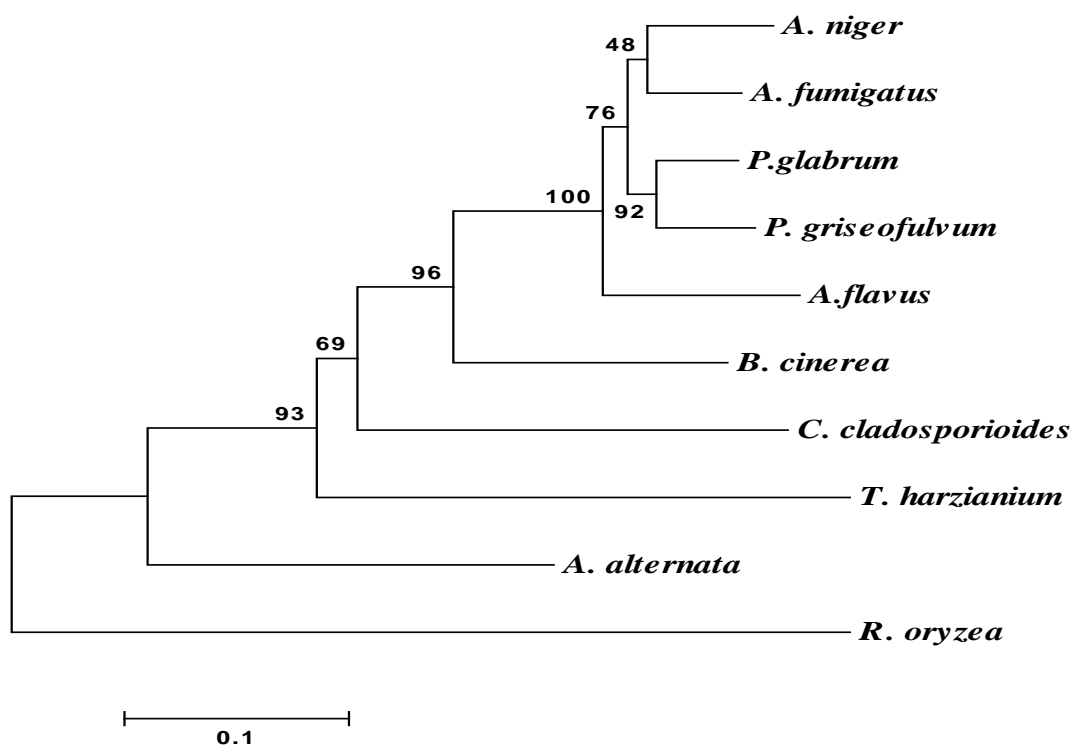 A. niger
48
A. fumigatus
76
P.glabrum
100
92
P. griseofulvum
96
A.flavus
69
B. cinerea
93
C. cladosporioides
T. harzianium
A. alternata
R. oryzea
0.1